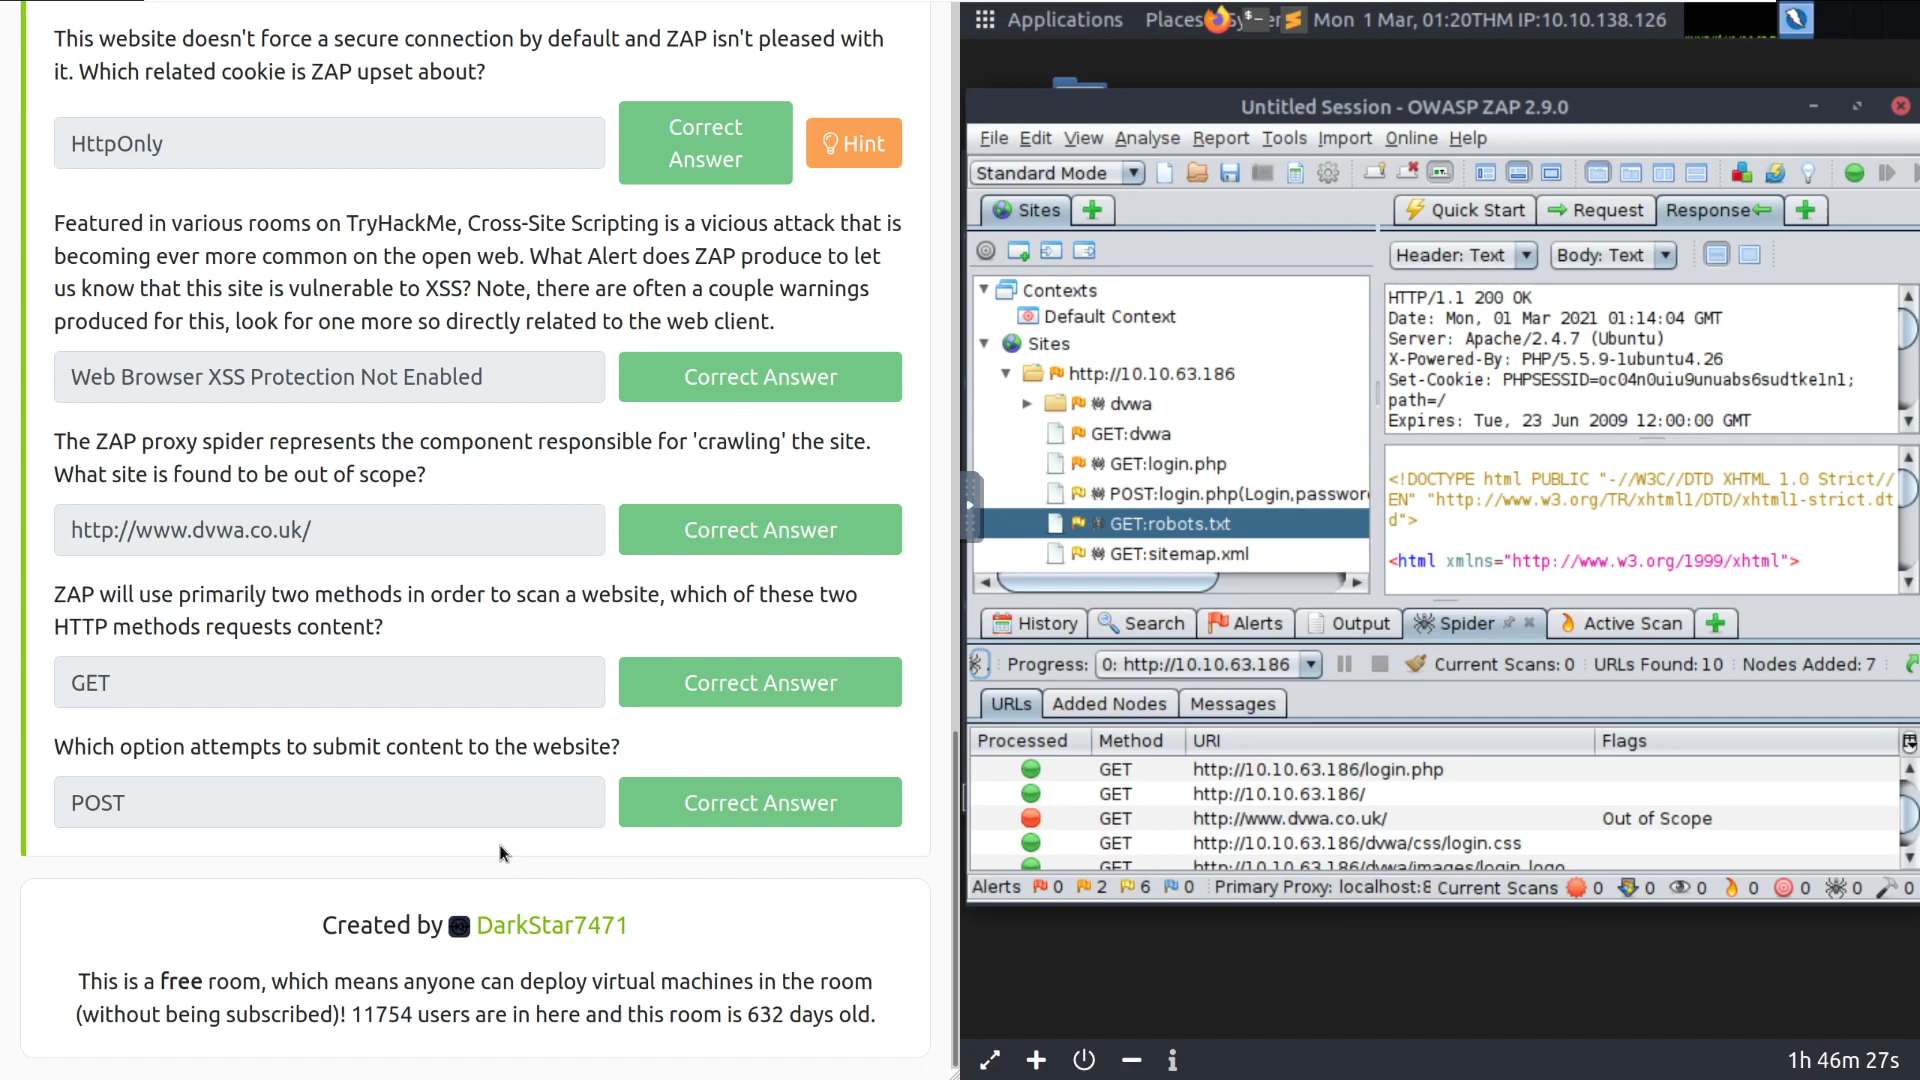 This website doesn't force a secure connection by default and ZAP isn't pleased with
it. Which related cookie is ZAP upset about?
HttpOnly
Correct
Answer
Hint
Featured in various rooms on TryHackMe, Cross-Site Scripting is a vicious attack that is
becoming ever more common on the open web. What Alert does ZAP produce to let
us know that this site is vulnerable to XSS? Note, there are often a couple warnings
produced for this, look for one more so directly related to the web client.
Web Browser XSS Protection Not Enabled
Correct Answer
The ZAP proxy spider represents the component responsible for 'crawling' the site.
What site is found to be out of scope?
http://www.dvwa.co.uk/
Correct Answer
ZAP will use primarily two methods in order to scan a website, which of these two
HTTP methods requests content?
GET
Correct Answer
Which option attempts to submit content to the website?
POST
Correct Answer
Created by DarkStar7471
This is a free room, which means anyone can deploy virtual machines in the room
(without being subscribed)! 11754 users are in here and this room is 632 days old.
Applications Places Mon 1 Mar, 01:20 THM IP:10.10.138.126
Untitled Session - OWASP ZAP 2.9.0
File Edit View Analyse Report Tools Import Online Help
Standard Mode
Sites
Quick Start Request Response
Header: Text Body: Text
Contexts
Default Context
Sites
http://10.10.63.186
dvwa
GET:dvwa
GET:login.php
POST:login.php(Login,passwor
GET:robots.txt
GET:sitemap.xml
HTTP/1.1 200 OK
Date: Mon, 01 Mar 2021 01:14:04 GMT
Server: Apache/2.4.7 (Ubuntu)
X-Powered-By: PHP/5.5.9-1ubuntu4.26
Set-Cookie: PHPSESSID=oc04n0uiu9unuabs6sudtkelnl;
path=/
Expires: Tue, 23 Jun 2009 12:00:00 GMT
<!DOCTYPE html PUBLIC "-//W3C//DTD XHTML 1.0 Strict//
EN" "http://www.w3.org/TR/xhtml1/DTD/xhtml1-strict.dt
d">
<html xmlns="http://www.w3.org/1999/xhtml">
History Search Alerts Output Spider Active Scan
Progress: 0: http://10.10.63.186 Current Scans: 0 URLs Found: 10 Nodes Added: 7
URLs Added Nodes Messages
Processed Method URI Flags
GET http://10.10.63.186/login.php
GET http://10.10.63.186/
GET http://www.dvwa.co.uk/ Out of Scope
GET http://10.10.63.186/dvwa/css/login.css
GET http://10.10.63.186/dvwa/images/login_logo
Alerts 0 2 6 0 Primary Proxy: localhost:8 Current Scans 0 0 0 0 0 0 0
1h 46m 27s